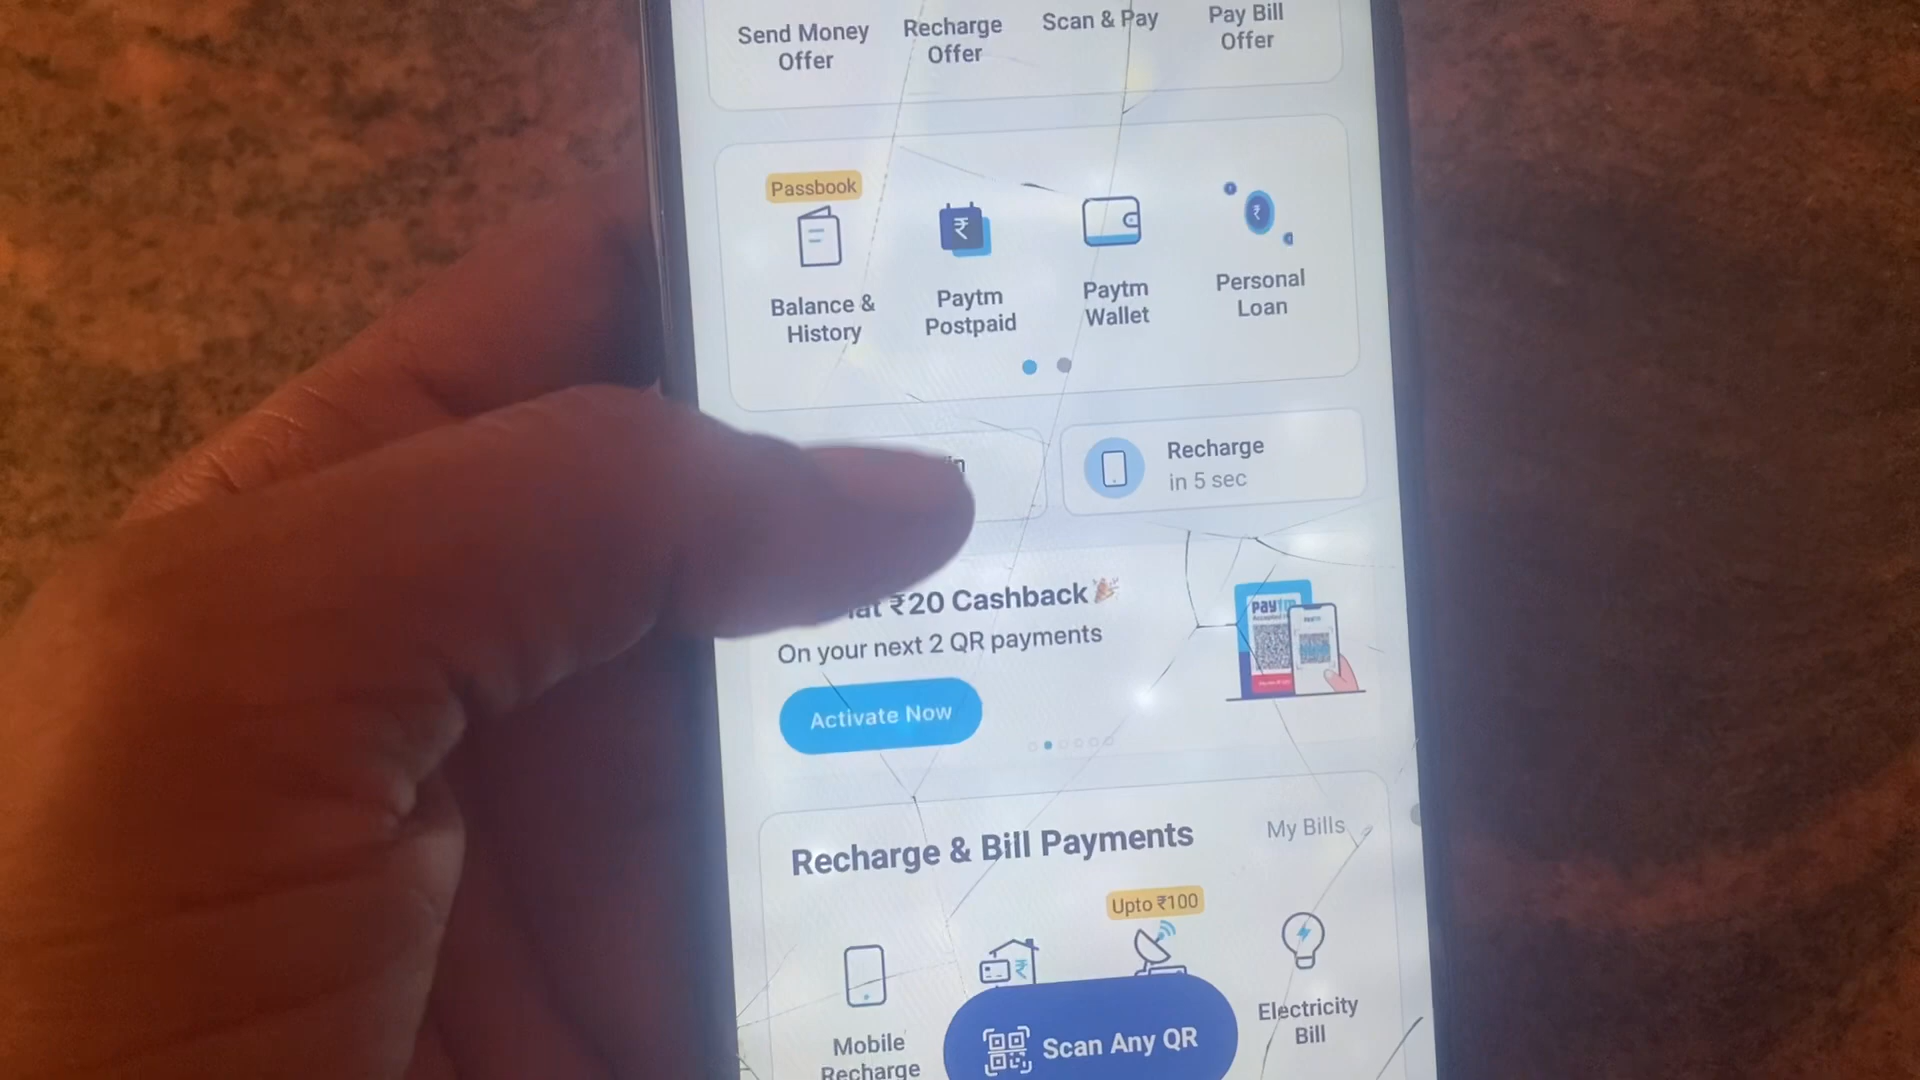 Send Money
Offer
Recharge
Offer
Scan & Pay
Pay Bill
Offer
Passbook
Balance &
History
Paytm
Postpaid
Paytm
Wallet
Personal
Loan
Recharge
in 5 sec
₹20 Cashback🎉
On your next 2 QR payments
Activate Now
paytm
Recharge & Bill Payments
My Bills
Upto ₹100
Mobile
Recharge
Electricity
Bill
Scan Any QR